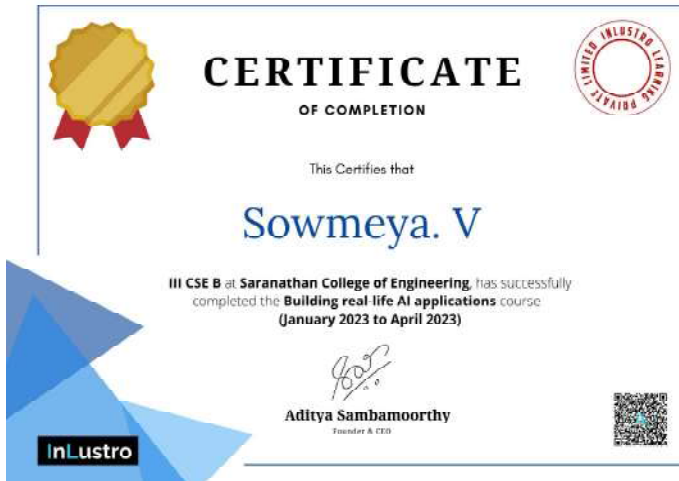 CERTIFICATE
OF COMPLETION
INLUSTRO LEARNING PRIVATE LIMITED
This Certifies that
Sowmeya. V
III CSE B at Saranathan College of Engineering, has successfully
completed the Building real-life AI applications course
(January 2023 to April 2023)
Aditya Sambamoorthy
Founder & CEO
InLustro